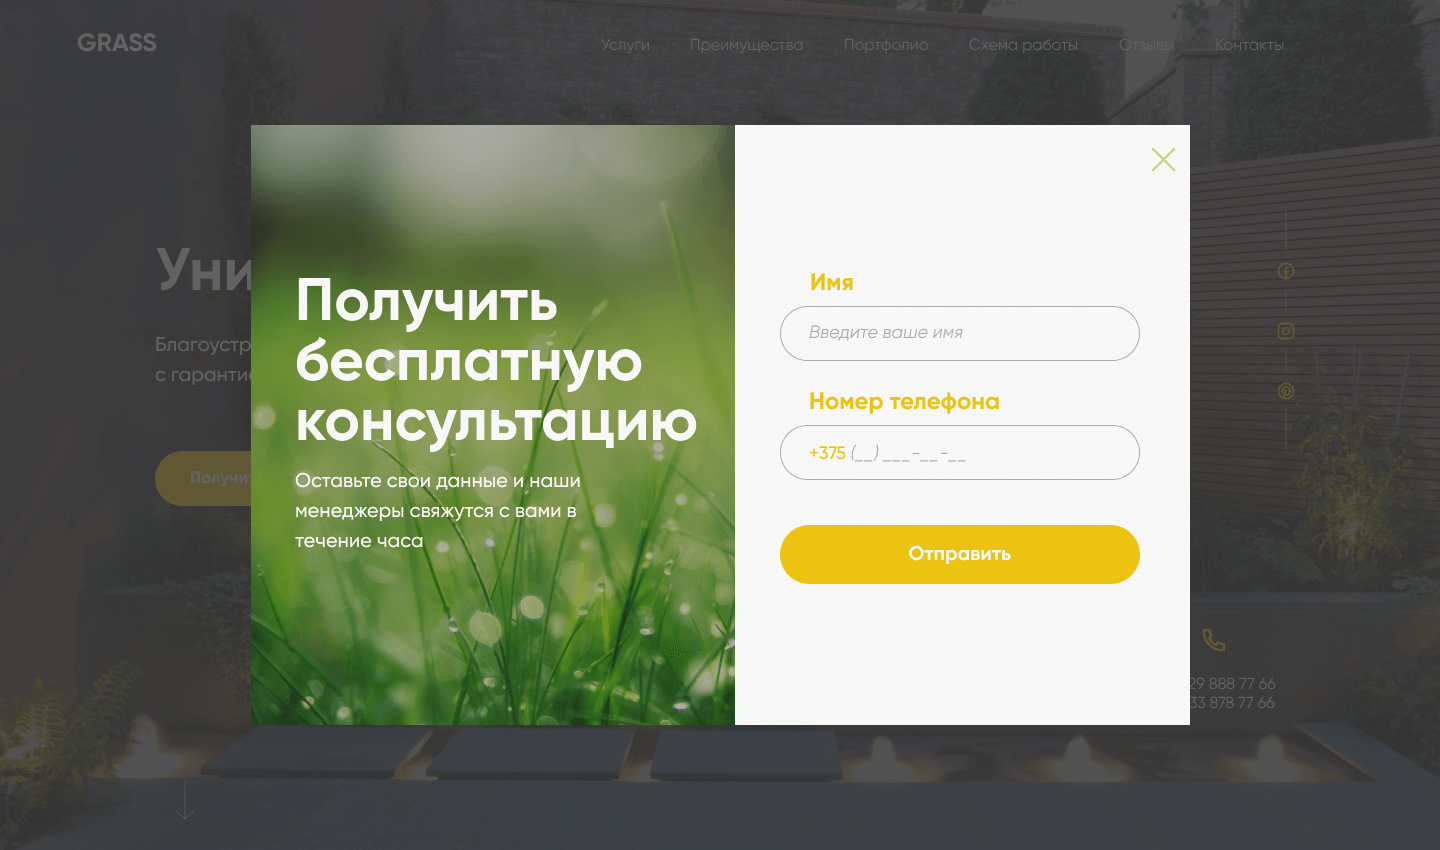 GRASS
Услуги Преимущества Портфолио Схема работы Отзывы Контакты
Уни
Благоустр
с гарантие
Получит
Получить
бесплатную
консультацию
Оставьте свои данные и наши
менеджеры свяжутся с вами в
течение часа
Имя
Введите ваше имя
Номер телефона
+375 (__) ___-__-__
Отправить
29 888 77 66
33 878 77 66